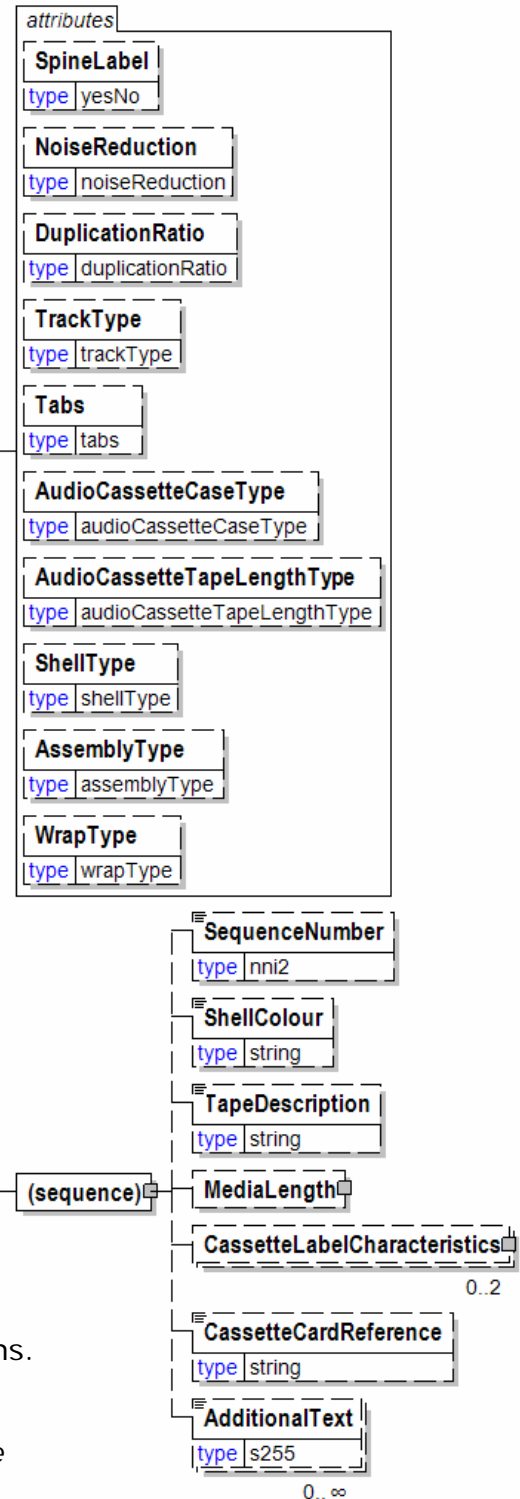 attributes
SpineLabel
type yesNo
NoiseReduction
type noiseReduction
DuplicationRatio
type duplicationRatio
TrackType
type trackType
Tabs
type tabs
AudioCassetteCaseType
type audioCassetteCaseType
AudioCassetteTapeLengthType
type audioCassetteTapeLengthType
ShellType
type shellType
AssemblyType
type assemblyType
WrapType
type wrapType
SequenceNumber
type nni2
ShellColour
type string
TapeDescription
type string
(sequence)
MediaLength
CassetteLabelCharacteristics
0..2
CassetteCardReference
type string
ns.
AdditionalText
type s255
e
0..∞